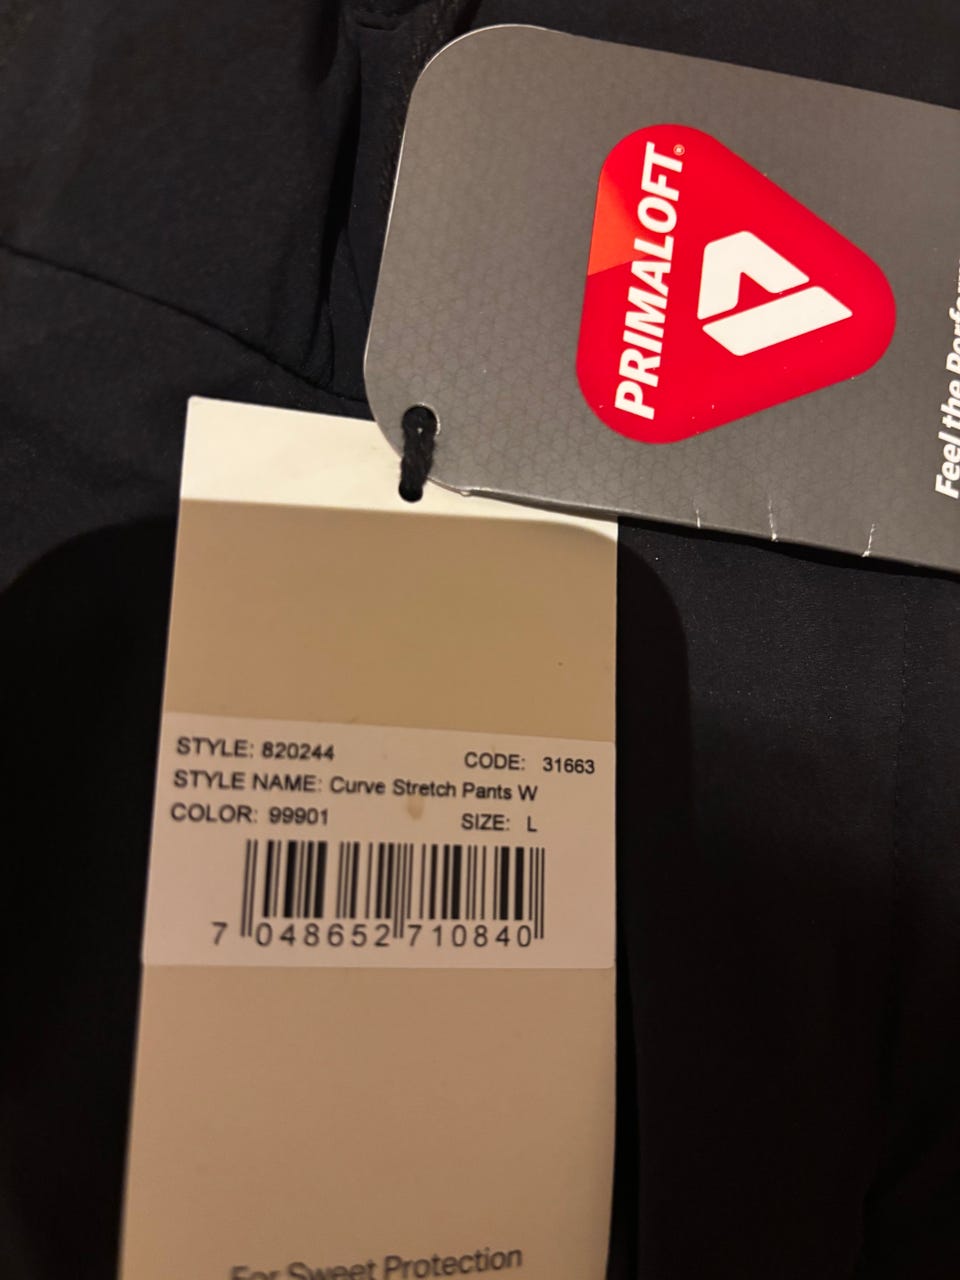 PRIMALOFT®
Feel the
STYLE: 820244 CODE: 31663
STYLE NAME: Curve Stretch Pants W
COLOR: 99901 SIZE: L
7 048652 710840
For Sweet Protection